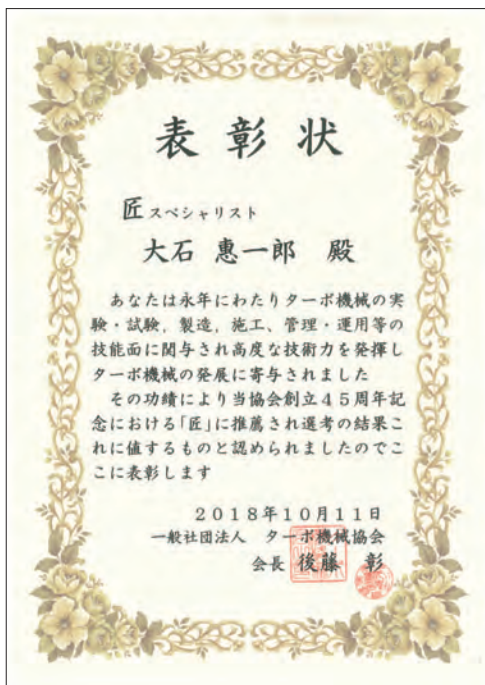 表彰状
匠スペシャリスト
大石 惠一郎 殿
あなたは永年にわたりターボ機械の実
験・試験，製造，施工、管理・運用等の
技能面に関与され高度な技術力を発揮し
ターボ機械の発展に寄与されました
その功績により当協会創立４５周年記
念における「匠」に推薦され選考の結果こ
れに値するものと認められましたのでこ
こに表彰します
２０１８年１０月１１日
一般社団法人 ターボ機械協会
会長 後藤 彰